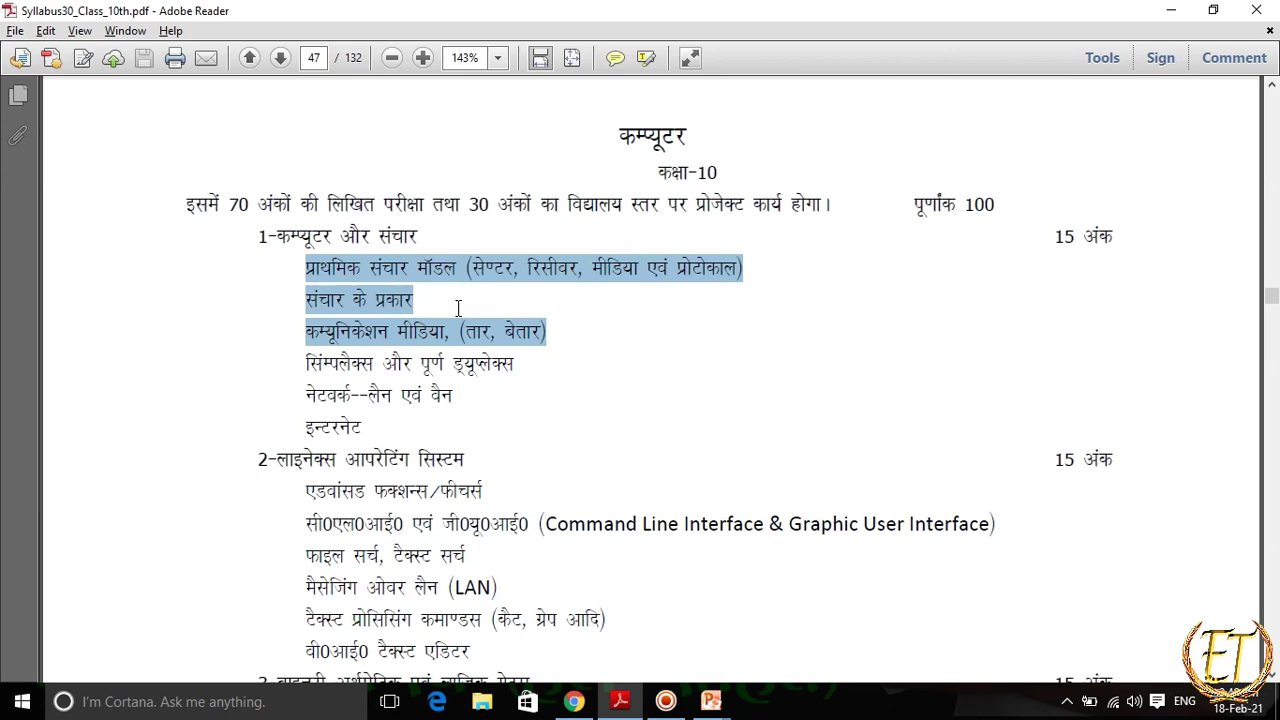 Syllabus30_Class_10th.pdf - Adobe Reader
File Edit View Window Help
47 / 132 143% Tools Sign Comment
कम्प्यूटर
कक्षा-10
इसमें 70 अंकों की लिखित परीक्षा तथा 30 अंकों का विद्यालय स्तर पर प्रोजेक्ट कार्य होगा। पूर्णांक 100
1-कम्प्यूटर और संचार 15 अंक
प्राथमिक संचार मॉडल (सेण्टर, रिसीवर, मीडिया एवं प्रोटोकाल)
संचार के प्रकार
कम्यूनिकेशन मीडिया, (तार, बेतार)
सिंम्पलैक्स और पूर्ण ड्यूप्लेक्स
नेटवर्क--लैन एवं वैन
इन्टरनेट
2-लाइनेक्स आपरेटिंग सिस्टम 15 अंक
एडवांसड फक्शन्स/फीचर्स
सी0एल0आई0 एवं जी0यू0आई0 (Command Line Interface & Graphic User Interface)
फाइल सर्च, टैक्स्ट सर्च
मैसेजिंग ओवर लैन (LAN)
टैक्स्ट प्रोसिसिंग कमाण्डस (कैट, ग्रेप आदि)
वी0आई0 टैक्स्ट एडिटर
ET
I'm Cortana. Ask me anything. ENG 18-Feb-21